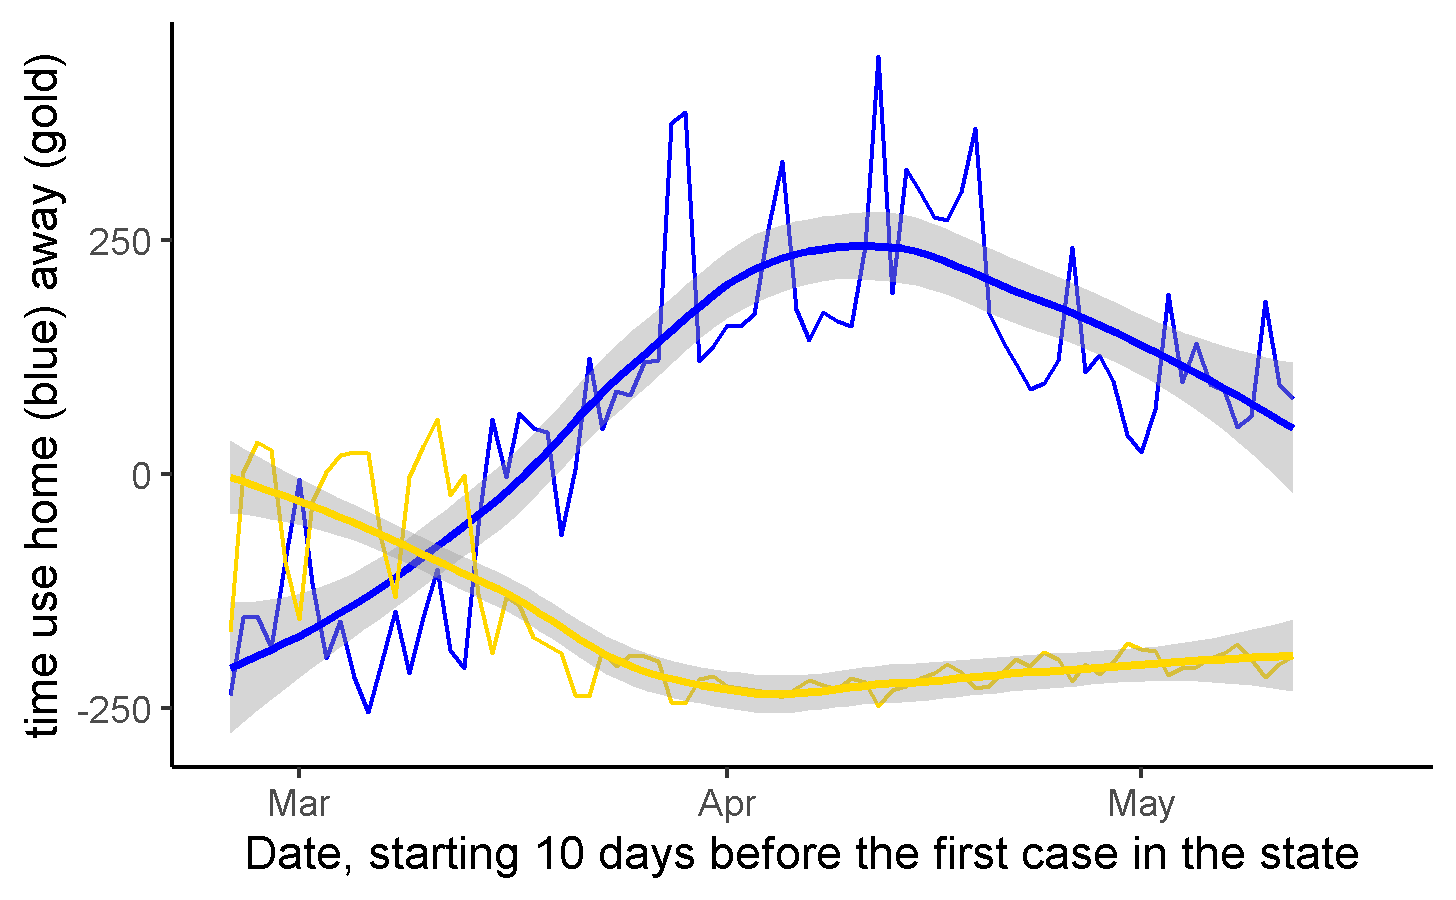 time use home (blue) away (gold)
250
0
-250
Mar Apr May
Date, starting 10 days before the first case in the state